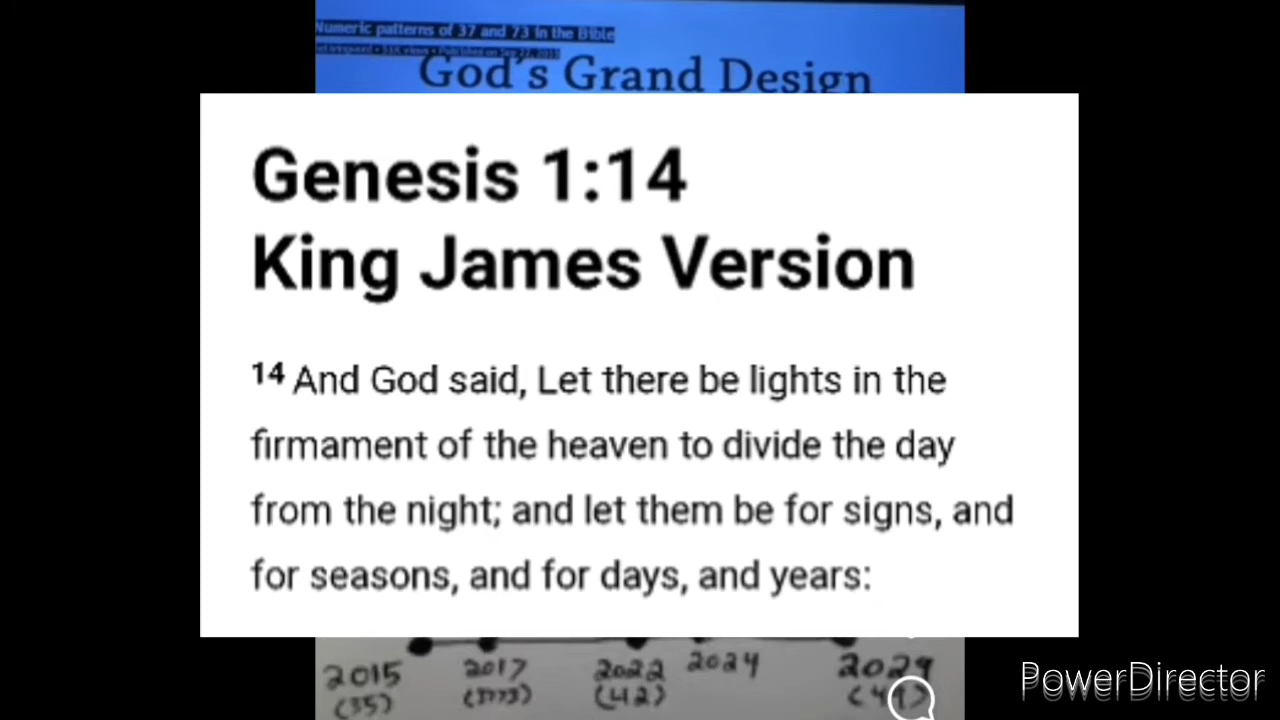 Numeric patterns of 37 and 73 in the Bible
God's Grand Design
Genesis 1:14
King James Version
14 And God said, Let there be lights in the
firmament of the heaven to divide the day
from the night; and let them be for signs, and
for seasons, and for days, and years:
2015 2017 2022 2024 2029
(35) (42) (49)
PowerDirector